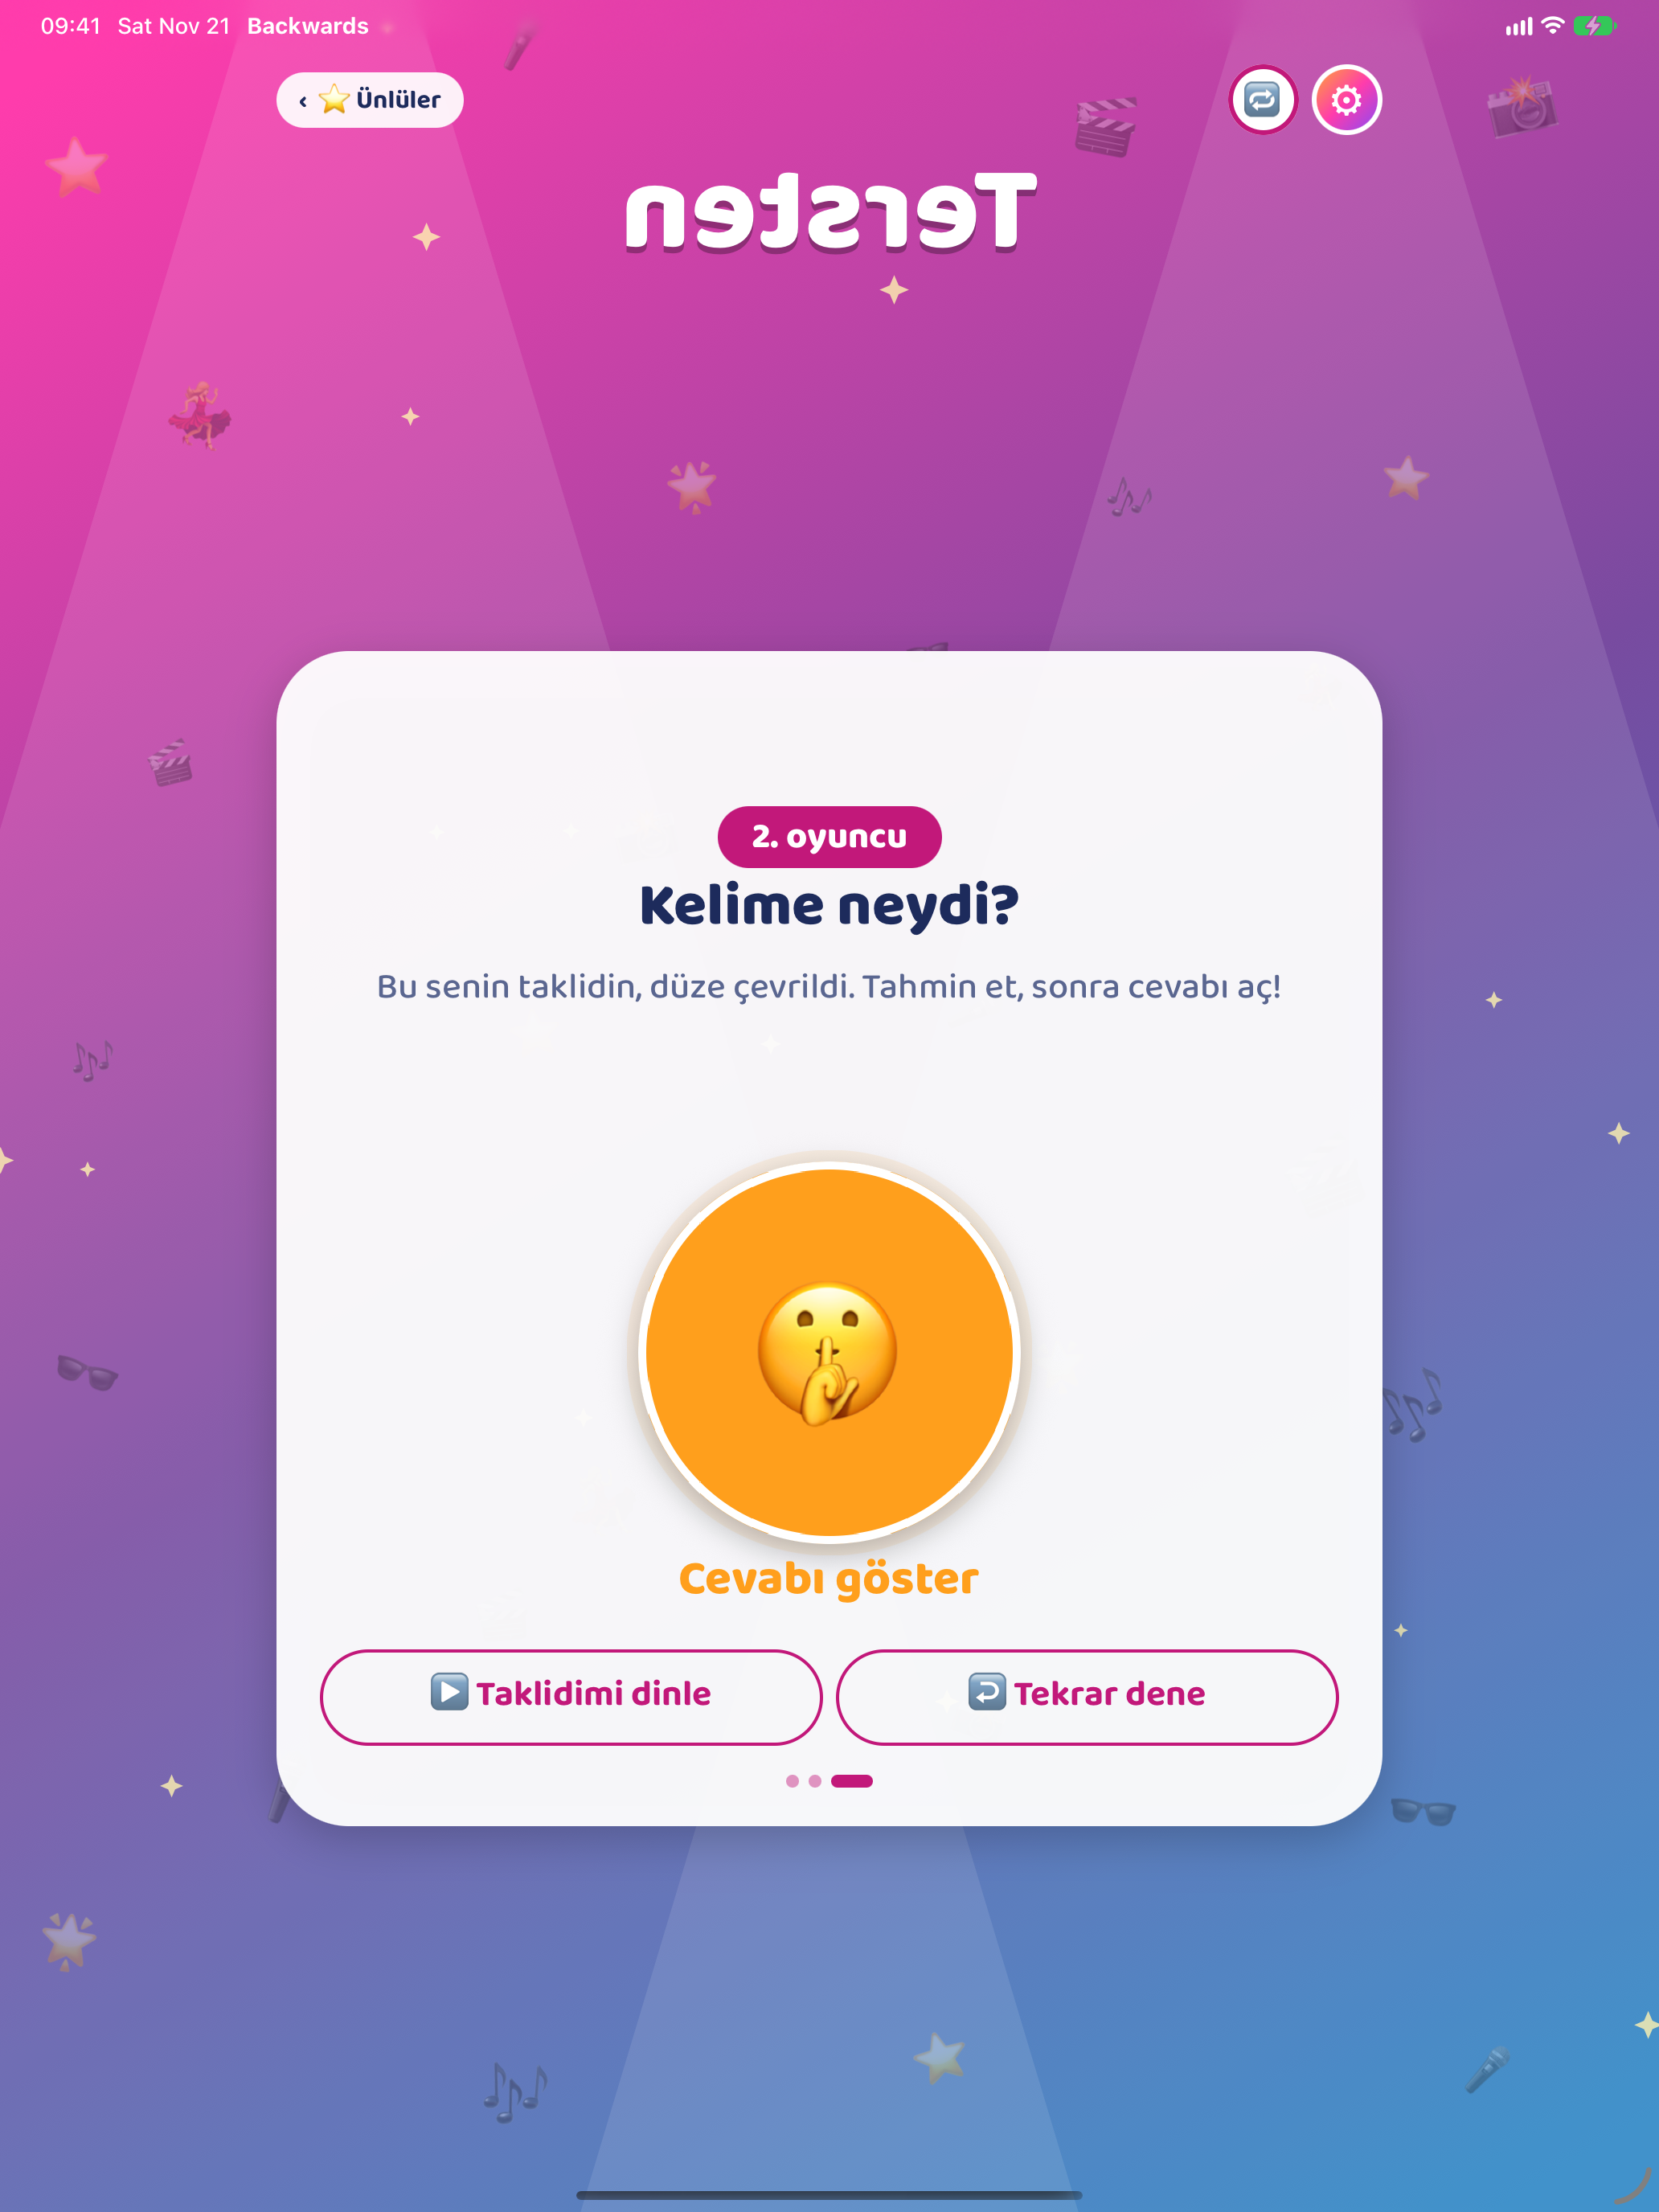 09:41 Sat Nov 21 Backwards
‹ ⭐ Ünlüler
Tersten
2. oyuncu
Kelime neydi?
Bu senin taklidin, düze çevrildi. Tahmin et, sonra cevabı aç!
Cevabı göster
▶️ Taklidimi dinle
↩️ Tekrar dene